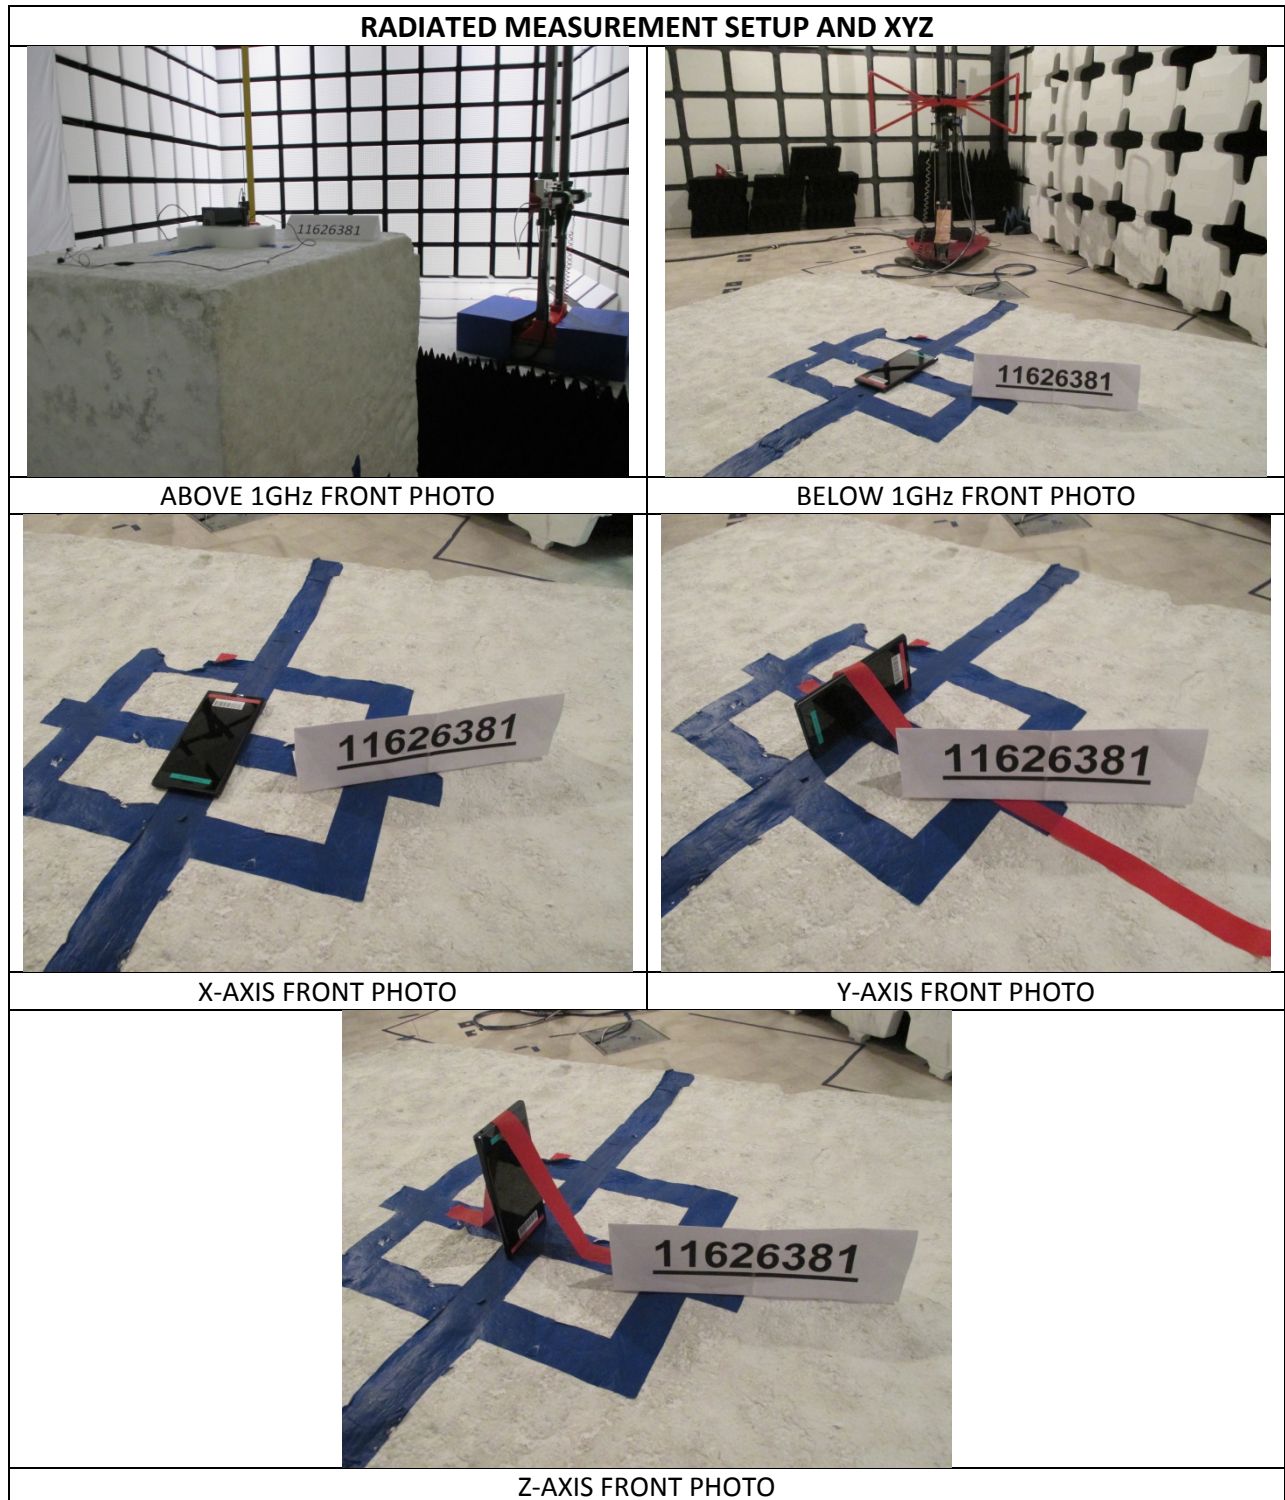 RADIATED MEASUREMENT SETUP AND XYZ
11626381
11626381
ABOVE 1GHz FRONT PHOTO
BELOW 1GHz FRONT PHOTO
11626381
11626381
X-AXIS FRONT PHOTO
Y-AXIS FRONT PHOTO
11626381
Z-AXIS FRONT PHOTO